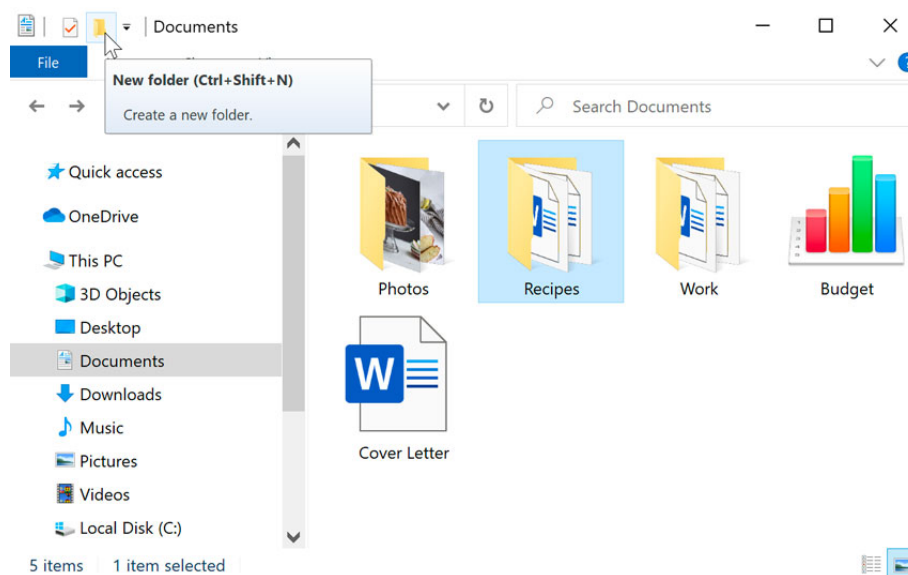 Documents
File
New folder (Ctrl+Shift+N)
Create a new folder.
Search Documents
Quick access
OneDrive
This PC
3D Objects
Desktop
Documents
Downloads
Music
Pictures
Videos
Local Disk (C:)
Photos
Recipes
Work
Budget
Cover Letter
5 items
1 item selected